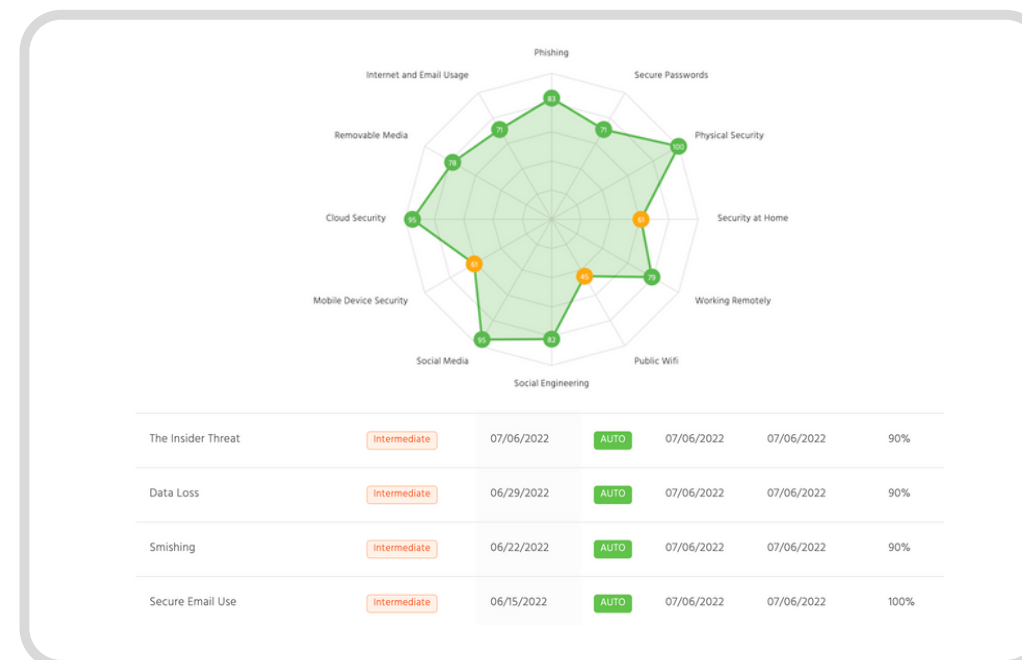 Phishing
Internet and Email Usage
Secure Passwords
83
71
71
Removable Media
Physical Security
100
78
Cloud Security
95
61
Security at Home
61
45
79
Mobile Device Security
Working Remotely
95
82
Social Media
Public Wifi
Social Engineering
The Insider Threat Intermediate 07/06/2022 AUTO 07/06/2022 07/06/2022 90%
Data Loss Intermediate 06/29/2022 AUTO 07/06/2022 07/06/2022 90%
Smishing Intermediate 06/22/2022 AUTO 07/06/2022 07/06/2022 90%
Secure Email Use Intermediate 06/15/2022 AUTO 07/06/2022 07/06/2022 100%